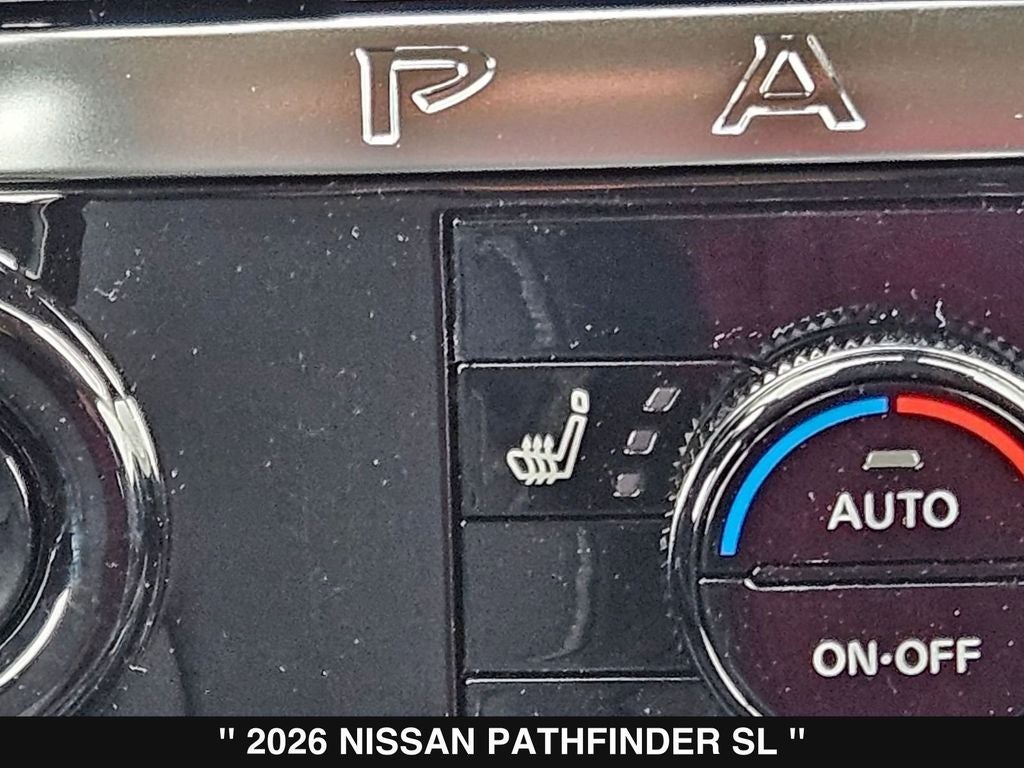 P A
AUTO
ON•OFF
" 2026 NISSAN PATHFINDER SL "